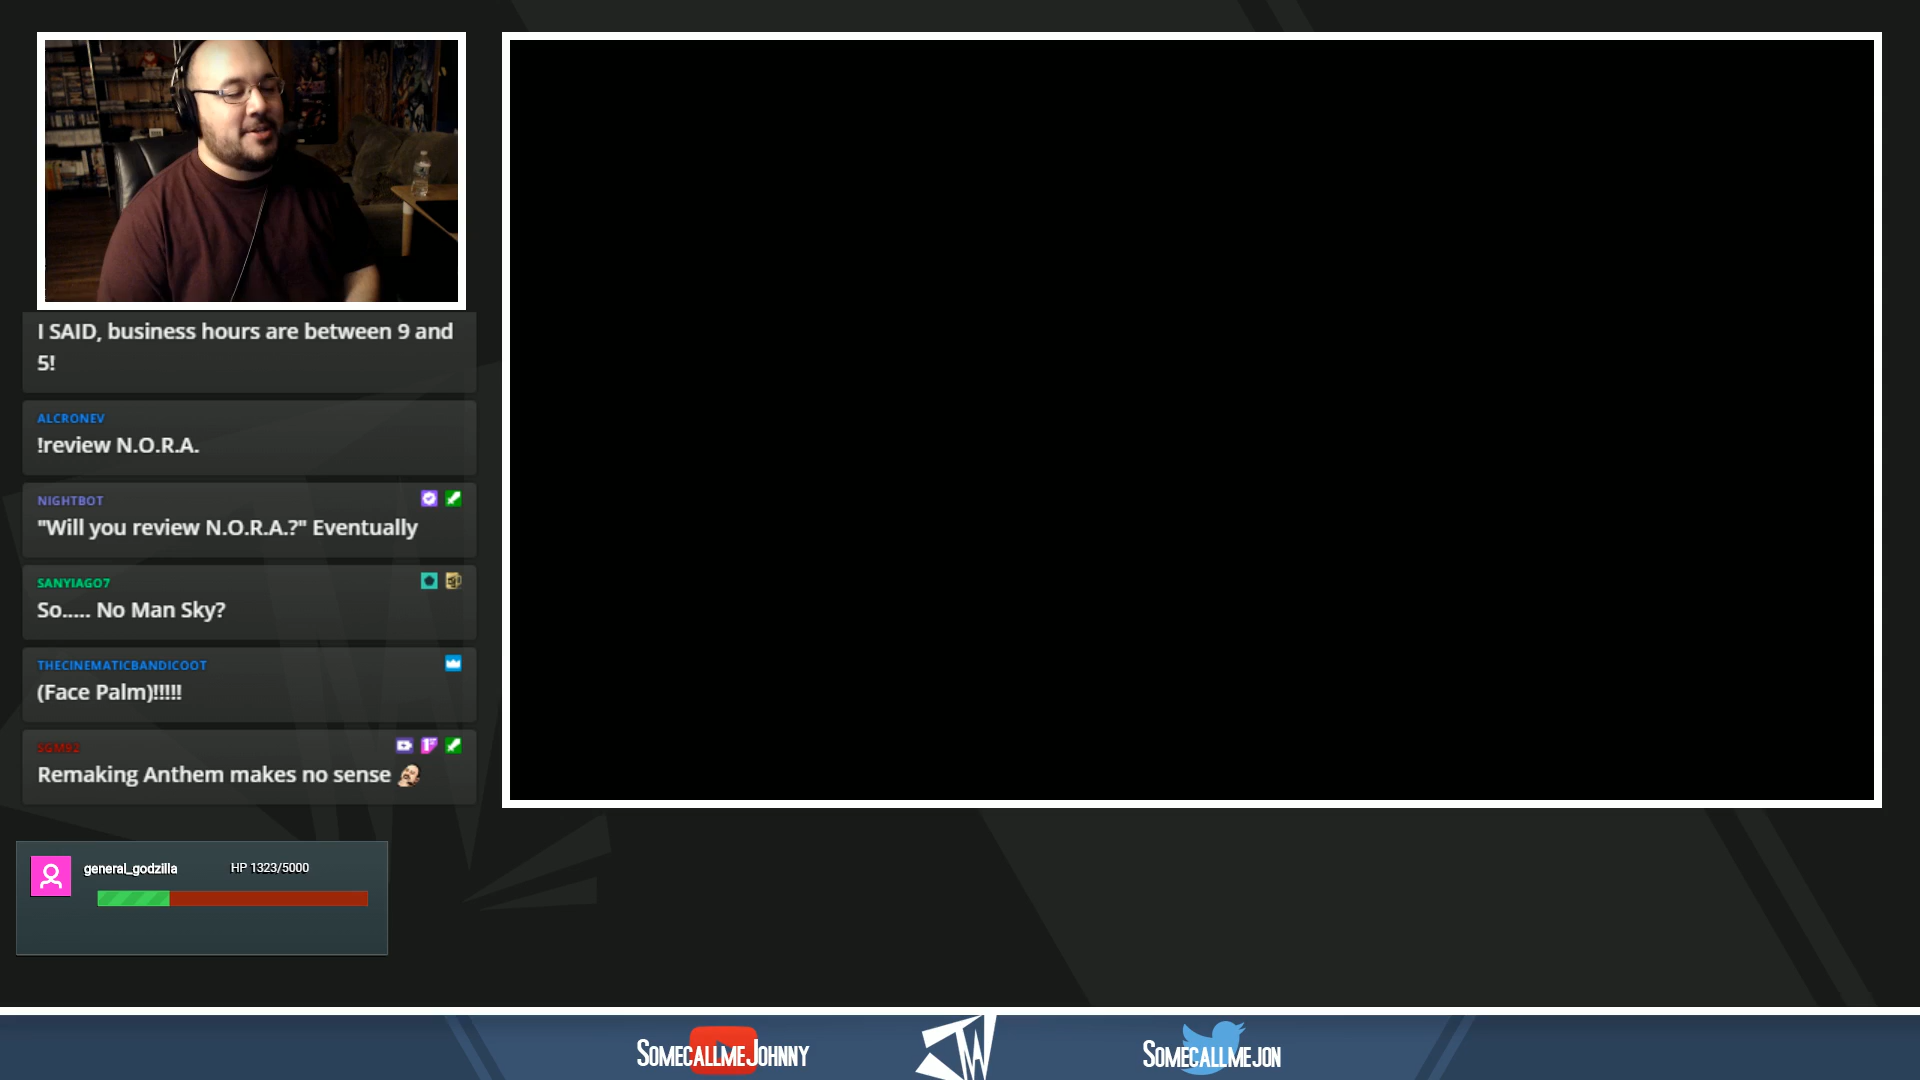 I SAID, business hours are between 9 and
5!
ALCRONEV
!review N.O.R.A.
NIGHTBOT
"Will you review N.O.R.A.?" Eventually
SANYIAGO7
So..... No Man Sky?
THECINEMATICBANDICOOT
(Face Palm)!!!!!
SGM92
Remaking Anthem makes no sense
general_godzilla HP 1323/5000
SOMECALLMEJOHNNY
SOMECALLMEJON